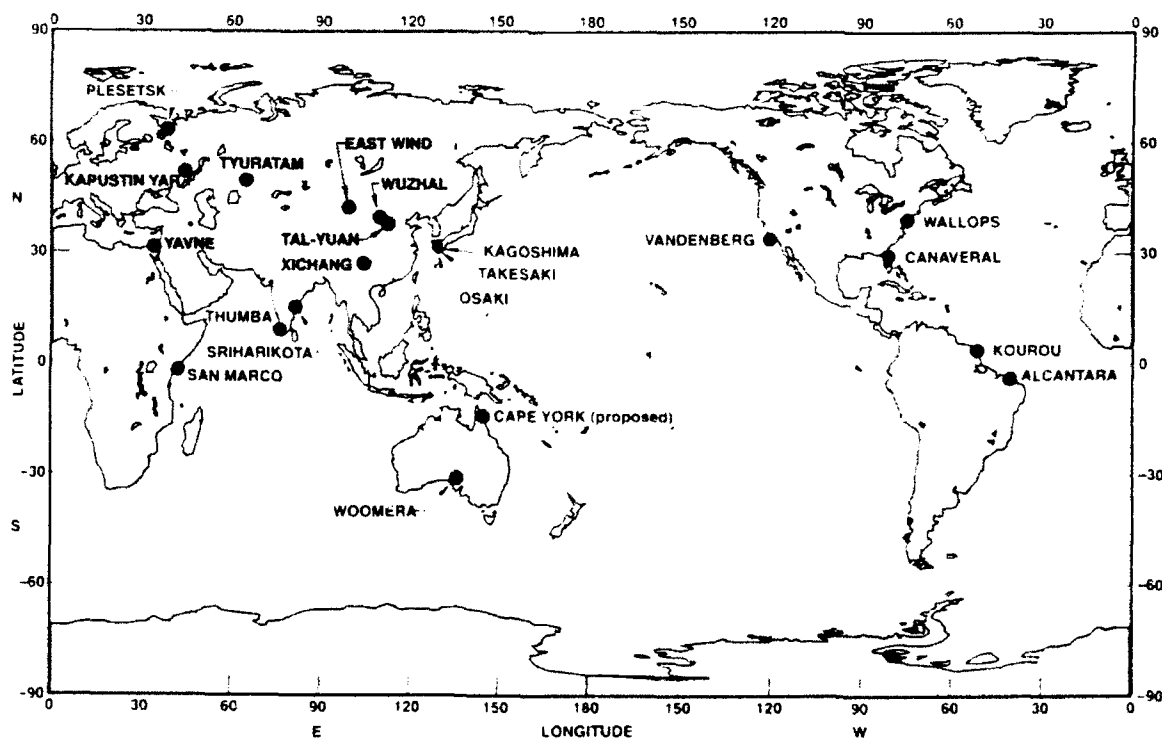 0 30 60 90 120 150 180 150 120 90 60 30 0
90 90
PLESETSK
60 60
EAST WIND
TYURATAM
KAPUSTIN YAR
WUZHAL
N
WALLOPS
TAL-YUAN
VANDENBERG
YAVNE
30 30
KAGOSHIMA
CANAVERAL
XICHANG
TAKESAKI
OSAKI
THUMBA
LATITUDE
SRIHARIKOTA
KOUROU
0 0
SAN MARCO
ALCANTARA
CAPE YORK (proposed)
-30 -30
WOOMERA
S
-60 -60
-90 -90
0 30 60 90 120 150 180 150 120 90 60 30 0
E LONGITUDE W